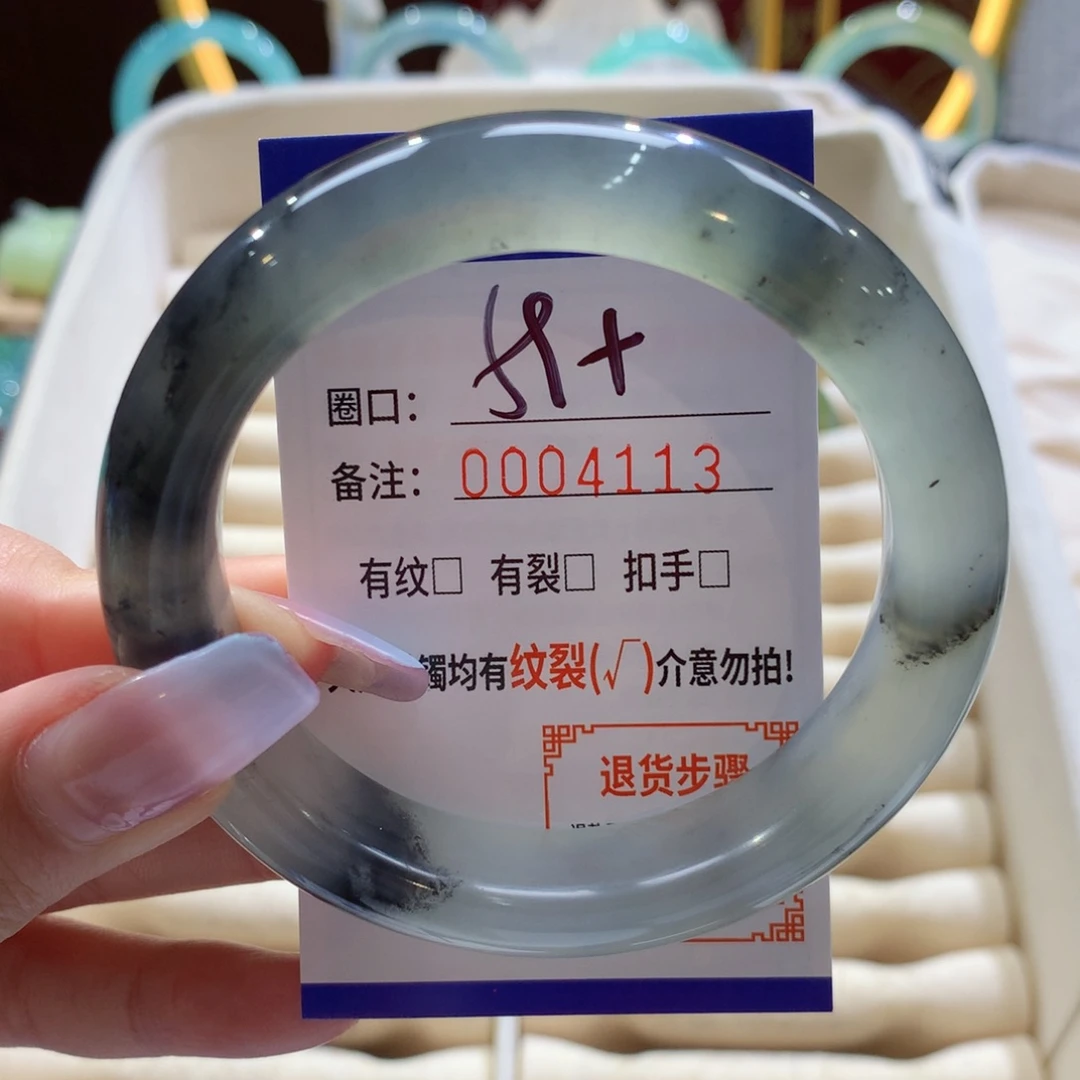 圈口：
备注：0004113
有纹□ 有裂□ 扣手□
镯均有纹裂(√)介意勿拍!
退货步骤